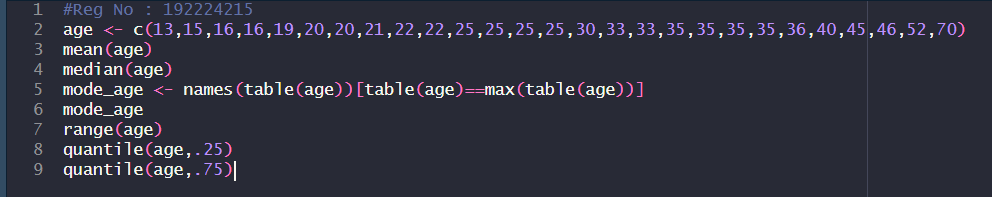 1 #Reg No : 192224215
2 age <- c(13,15,16,16,19,20,20,21,22,22,25,25,25,25,30,33,33,35,35,35,35,36,40,45,46,52,70)
3 mean(age)
4 median(age)
5 mode_age <- names(table(age))[table(age)==max(table(age))]
6 mode_age
7 range(age)
8 quantile(age,.25)
9 quantile(age,.75)